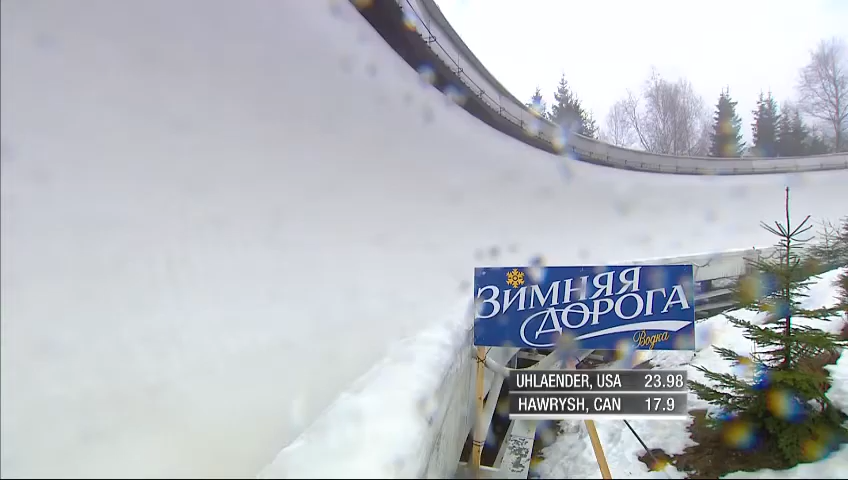 ЗИМНЯЯ
ДОРОГА
Водка
UHLAENDER, USA 23.98
HAWRYSH, CAN 17.9